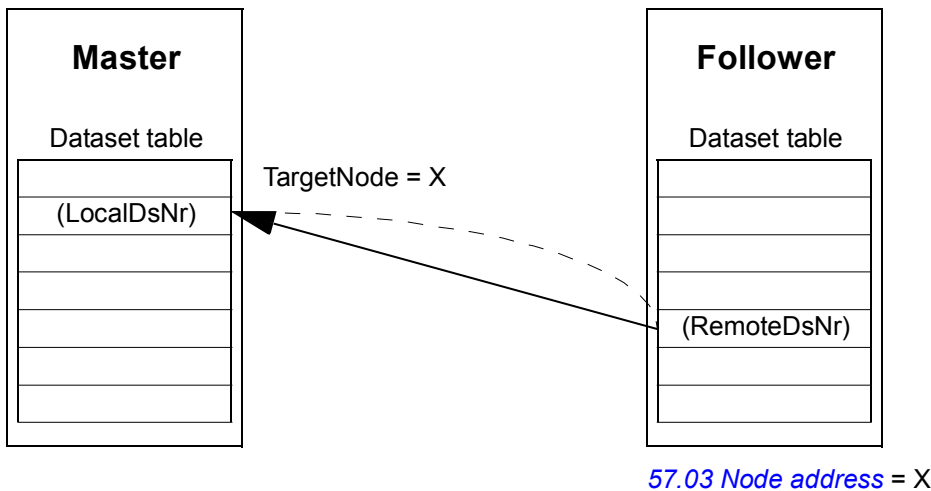 Master
Follower
Dataset table
Dataset table
TargetNode = X
(LocalDsNr)
(RemoteDsNr)
57.03 Node address = X